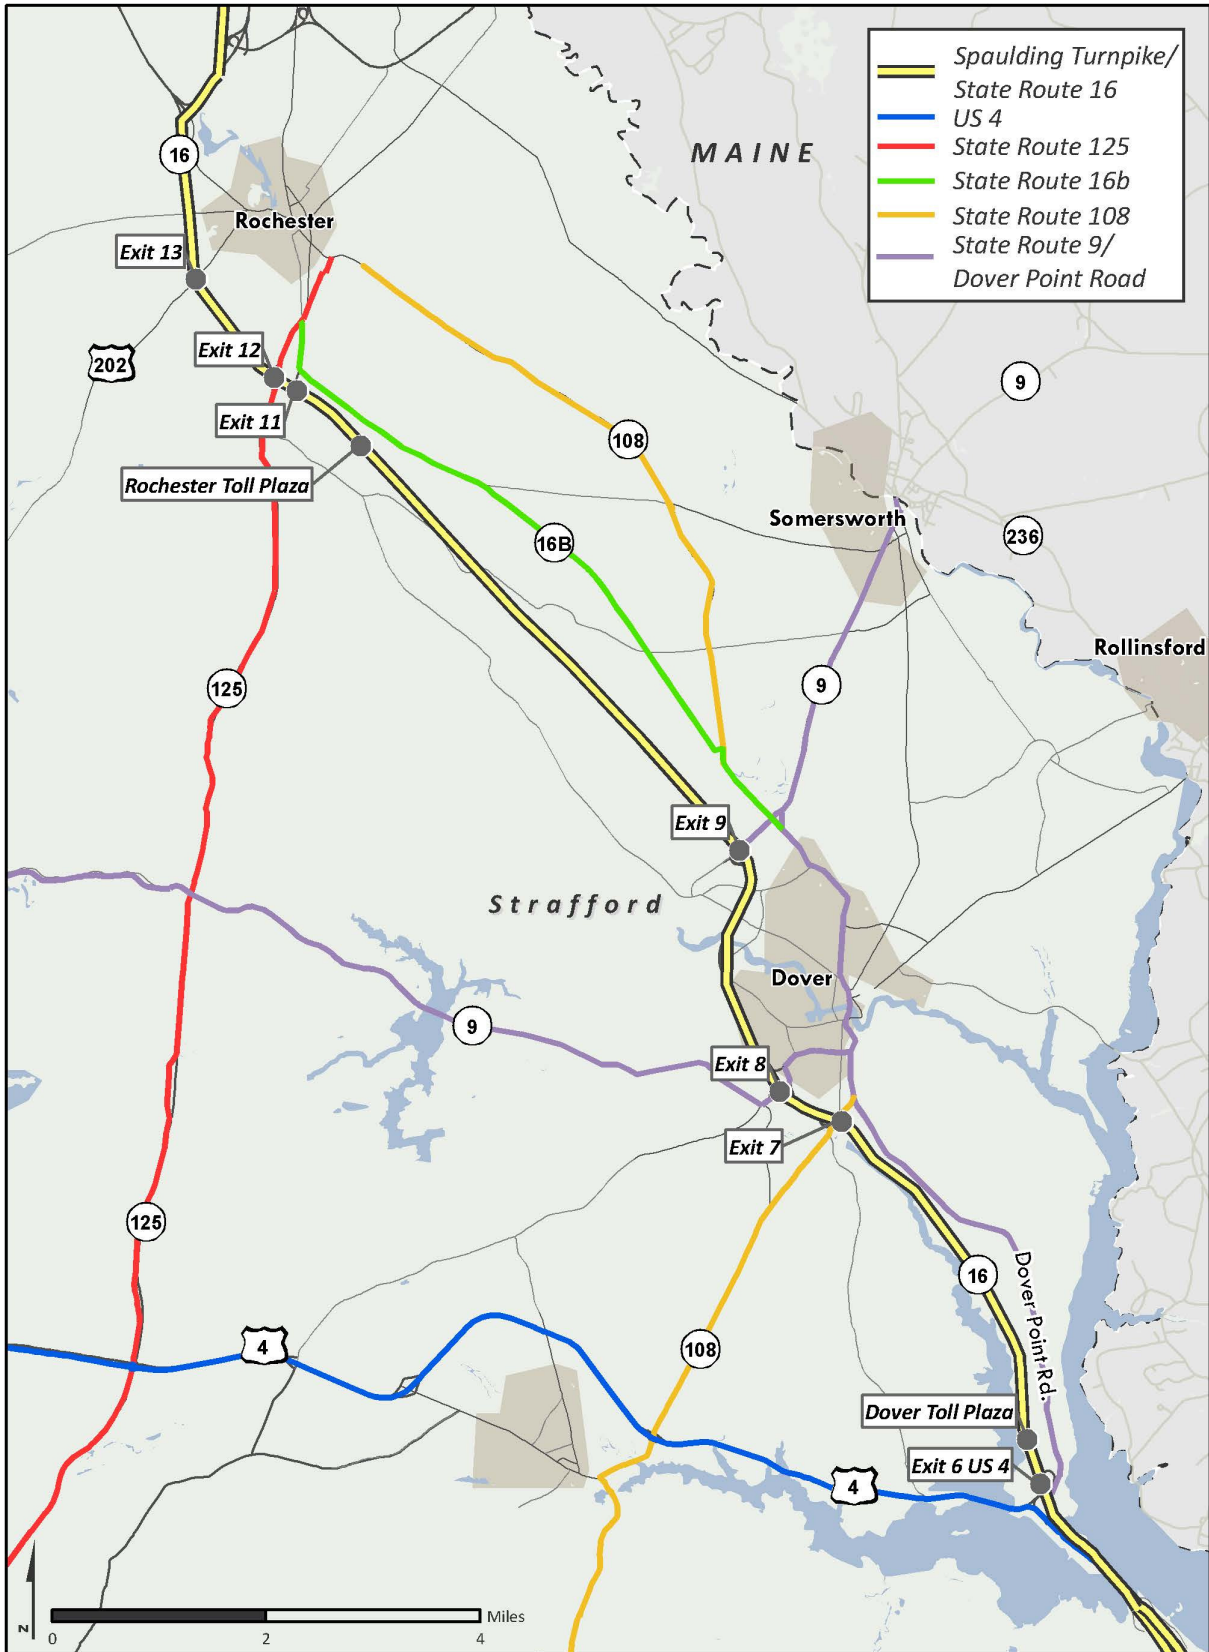 Spaulding Turnpike/
State Route 16
US 4
State Route 125
State Route 16b
State Route 108
State Route 9/
Dover Point Road
MAINE
16
Rochester
Exit 13
202
Exit 12
9
Exit 11
108
Rochester Toll Plaza
Somersworth
16B
236
Rollinsford
125
9
Exit 9
Strafford
Dover
9
Exit 8
Exit 7
125
16
Dover Point Rd.
4
108
Dover Toll Plaza
Exit 6 US 4
4
N
Miles
0 2 4